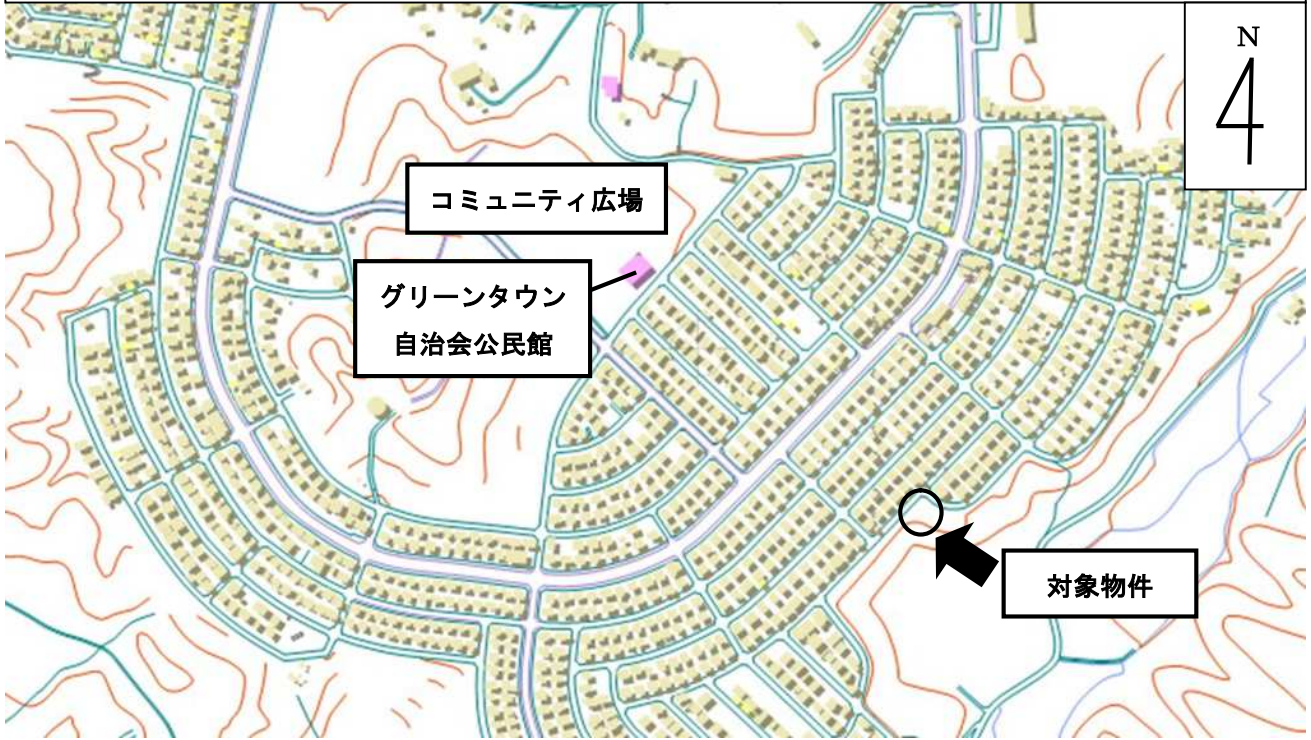 N
コミュニティ広場
グリーンタウン
自治会公民館
対象物件